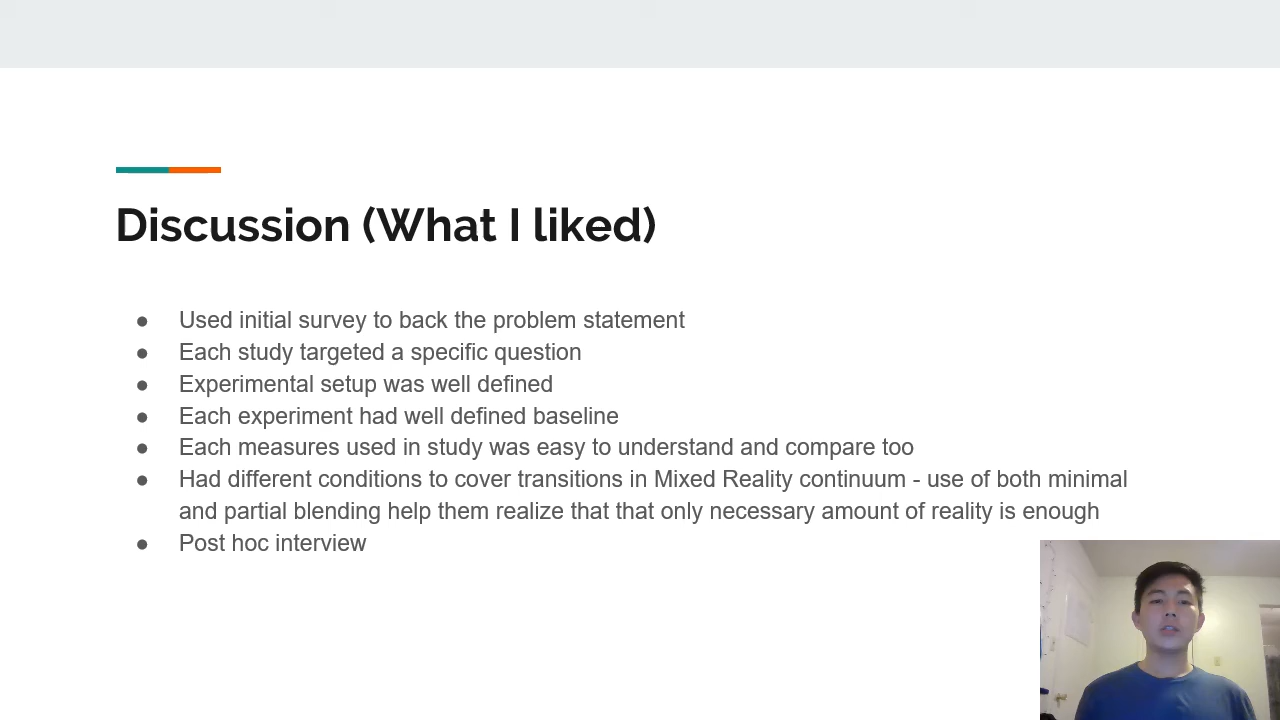 Discussion (What I liked)
● Used initial survey to back the problem statement
● Each study targeted a specific question
● Experimental setup was well defined
● Each experiment had well defined baseline
● Each measures used in study was easy to understand and compare too
● Had different conditions to cover transitions in Mixed Reality continuum - use of both minimal
and partial blending help them realize that that only necessary amount of reality is enough
● Post hoc interview